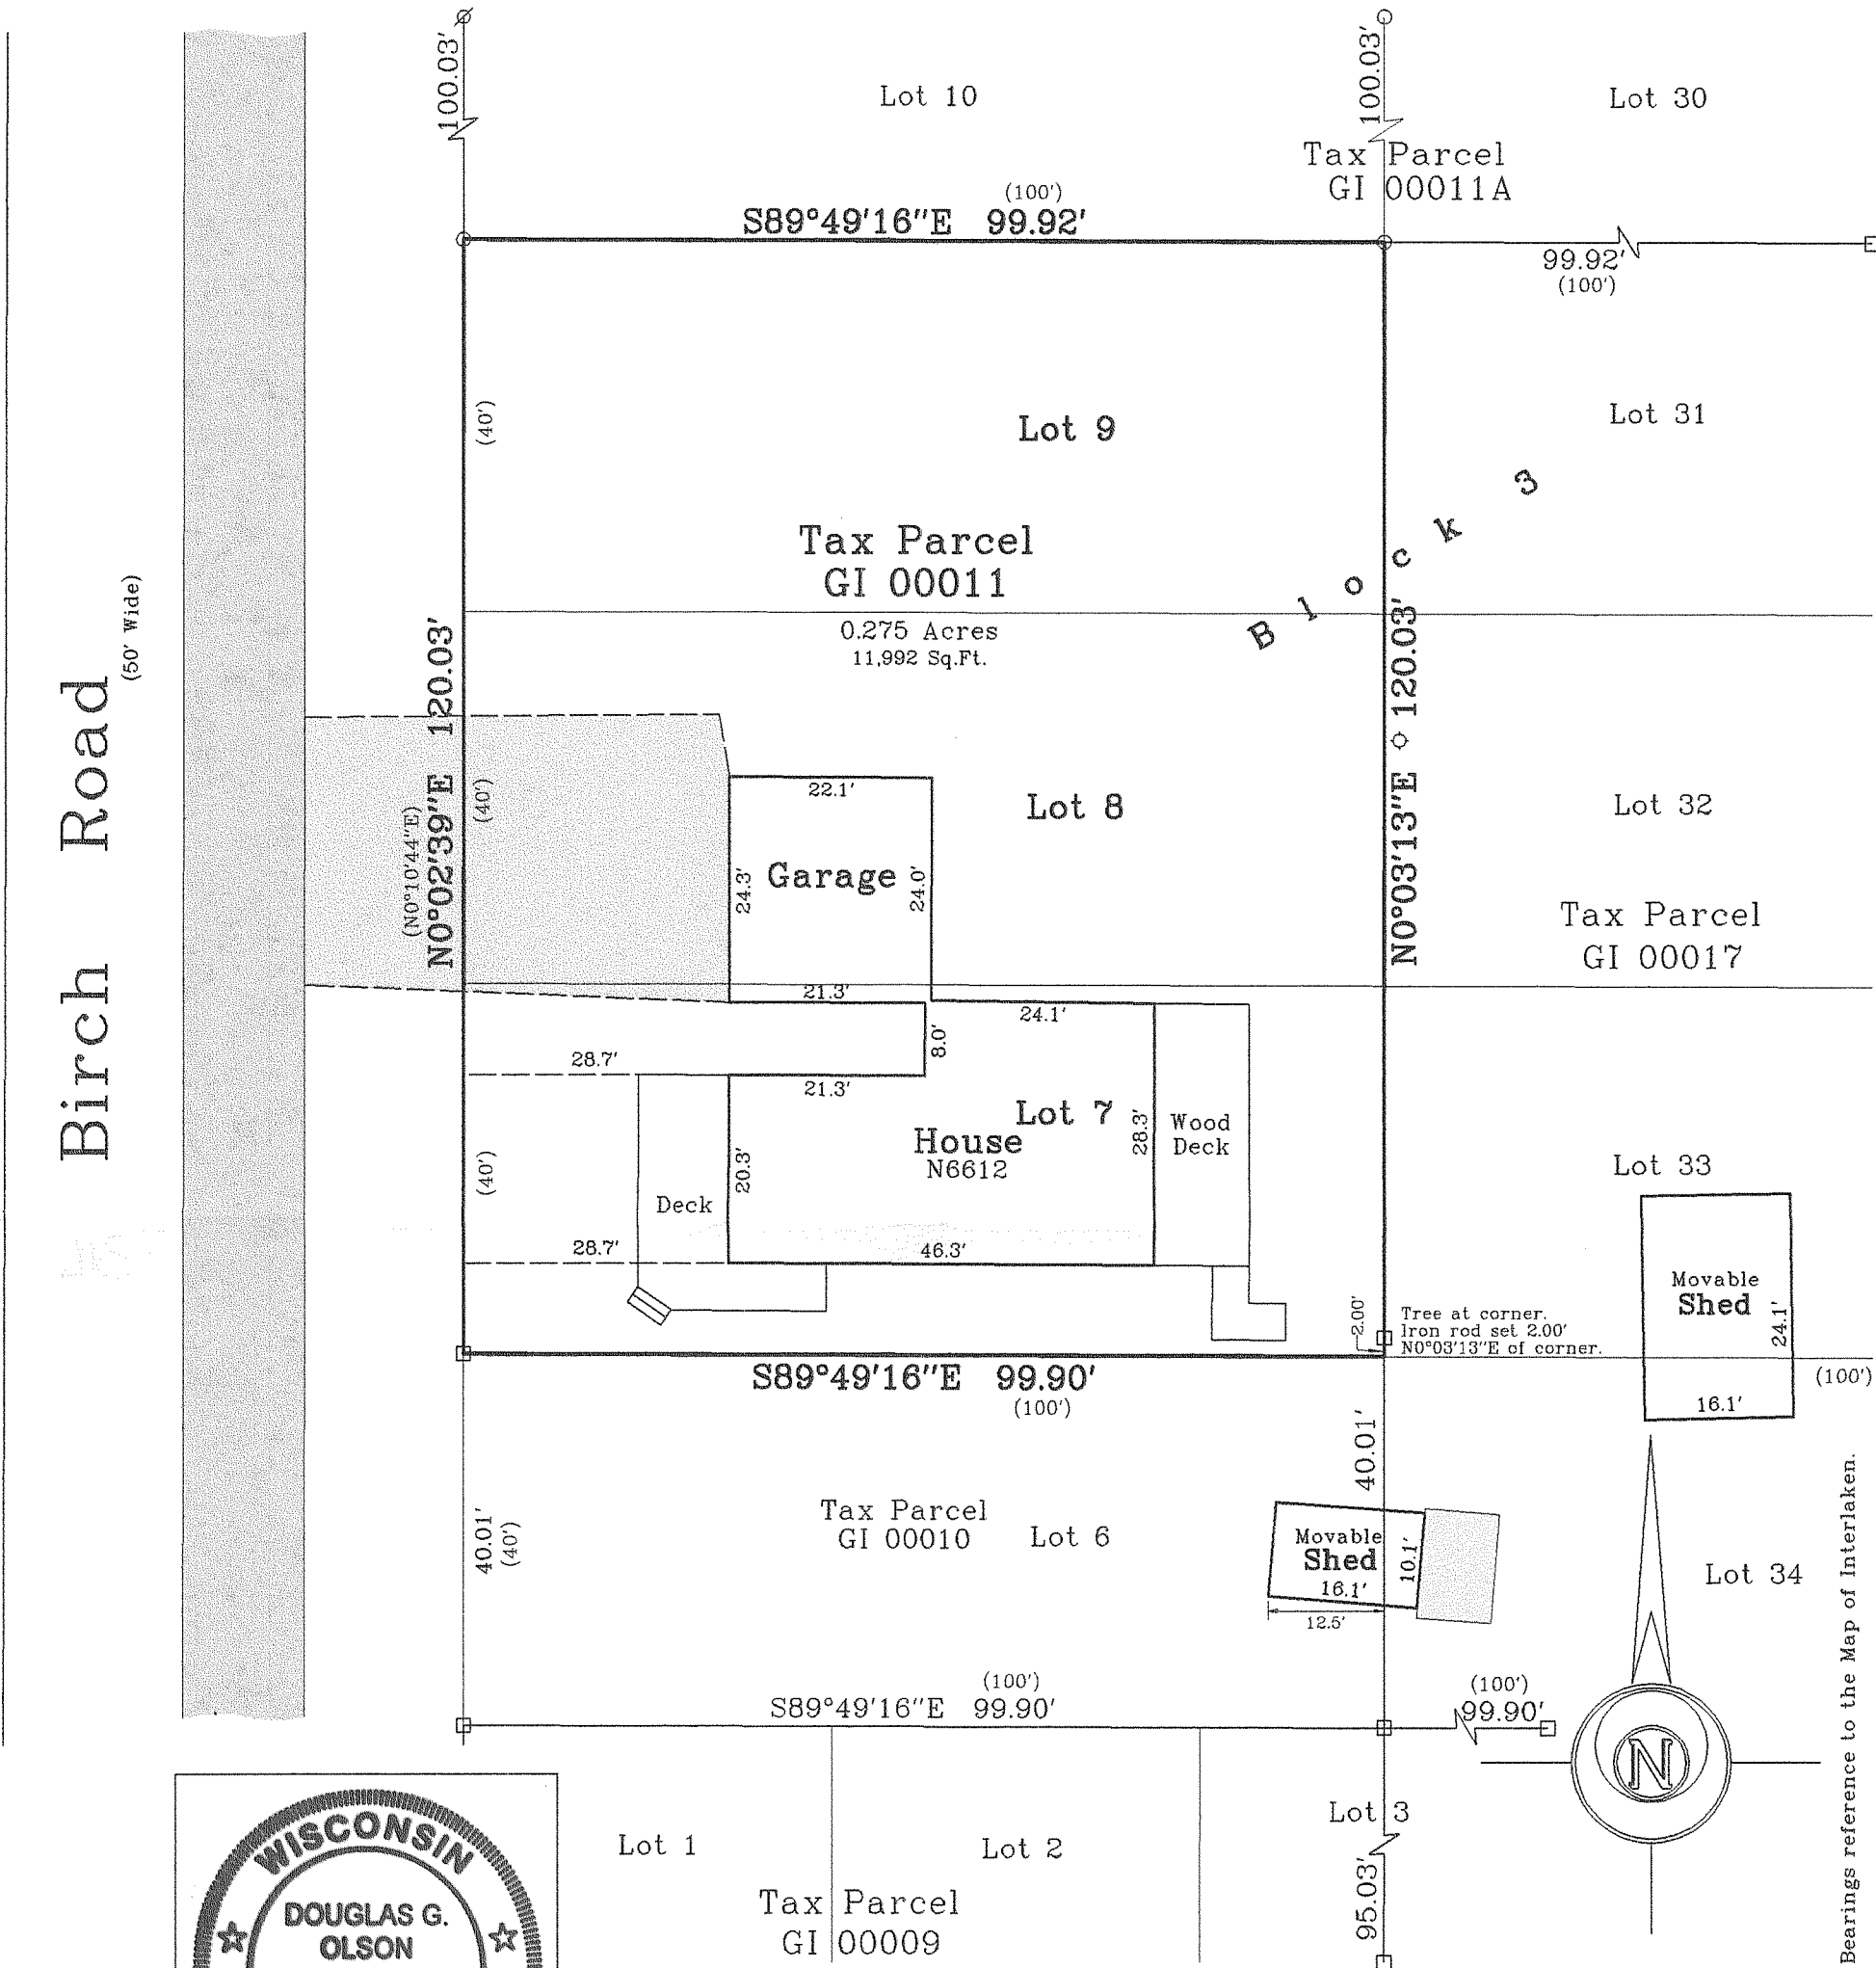 100.03'
100.03'
Lot 10
Lot 30
Tax Parcel
GI 00011A
(100')
S89°49'16"E 99.92'
99.92'
(100')
(40')
Lot 9
Lot 31
Block 3
Tax Parcel
GI 00011
0.275 Acres
11,992 Sq.Ft.
Birch Road
(50' Wide)
N0°02'39"E 120.03'
(N0°10'44"E)
(40')
N0°03'13"E 120.03'
22.1'
Lot 8
Lot 32
Garage
24.3'
24.0'
Tax Parcel
GI 00017
21.3'
24.1'
8.0'
28.7'
21.3'
Lot 7
House
N6612
28.3'
Wood
Deck
(40')
20.3'
Deck
Lot 33
28.7'
46.3'
Movable
Shed
24.1'
16.1'
2.00'
Tree at corner.
Iron rod set 2.00'
N0°03'13"E of corner.
(100')
S89°49'16"E 99.90'
(100')
40.01'
Tax Parcel
GI 00010
Lot 6
40.01'
(40')
Movable
Shed
16.1'
10.1'
12.5'
Lot 34
(100')
S89°49'16"E 99.90'
(100')
99.90'
N
Bearings reference to the Map of Interlaken.
Lot 1
Lot 2
Lot 3
95.03'
Tax Parcel
GI 00009
WISCONSIN
DOUGLAS G.
OLSON